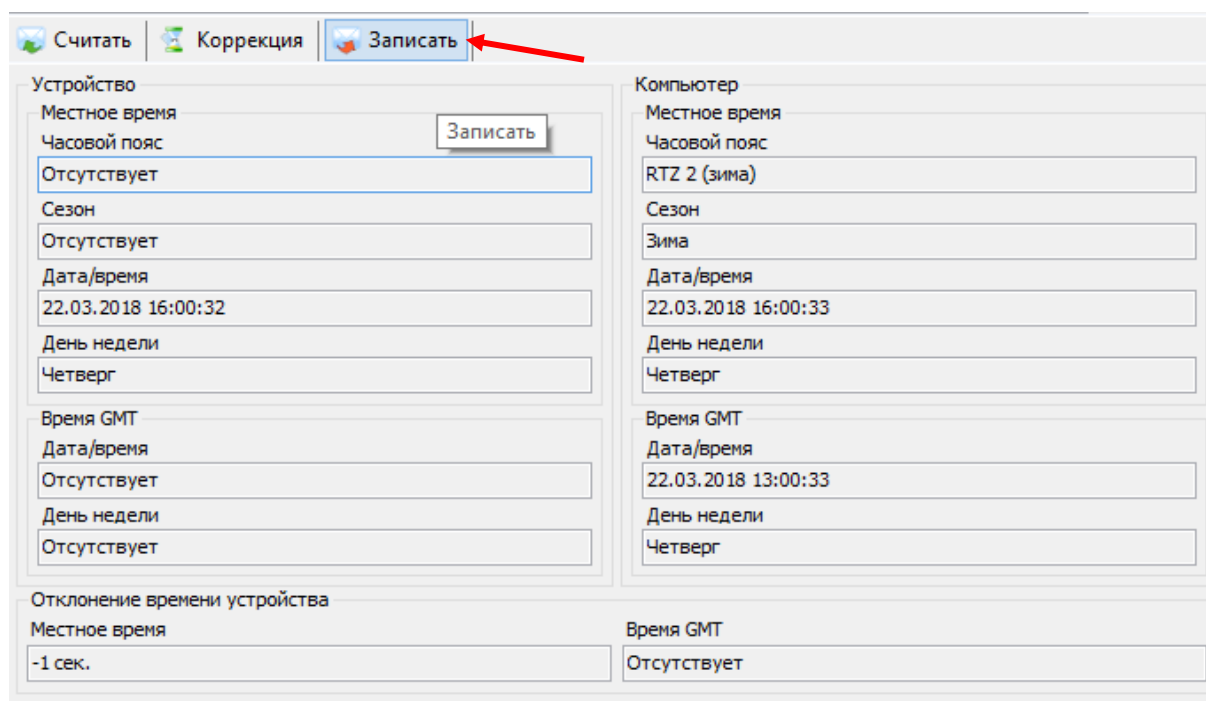 Считать Коррекция Записать
Устройство
Местное время
Записать
Часовой пояс
Отсутствует
Сезон
Отсутствует
Дата/время
22.03.2018 16:00:32
День недели
Четверг
Время GMT
Дата/время
Отсутствует
День недели
Отсутствует
Компьютер
Местное время
Часовой пояс
RTZ 2 (зима)
Сезон
Зима
Дата/время
22.03.2018 16:00:33
День недели
Четверг
Время GMT
Дата/время
22.03.2018 13:00:33
День недели
Четверг
Отклонение времени устройства
Местное время
-1 сек.
Время GMT
Отсутствует